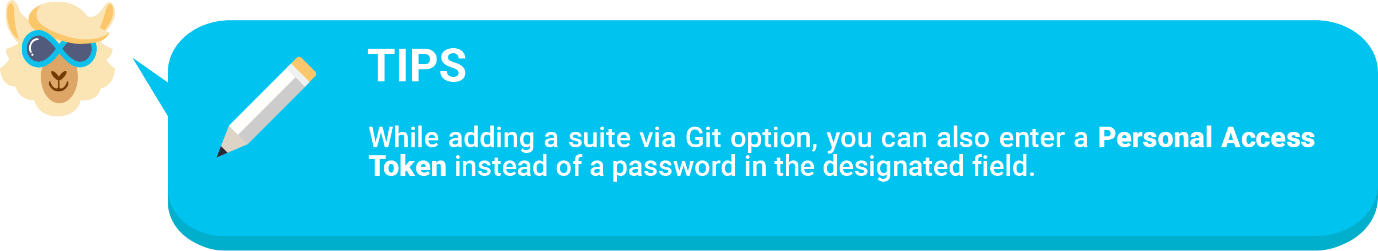 TIPS
While adding a suite via Git option, you can also enter a Personal Access
Token instead of a password in the designated field.